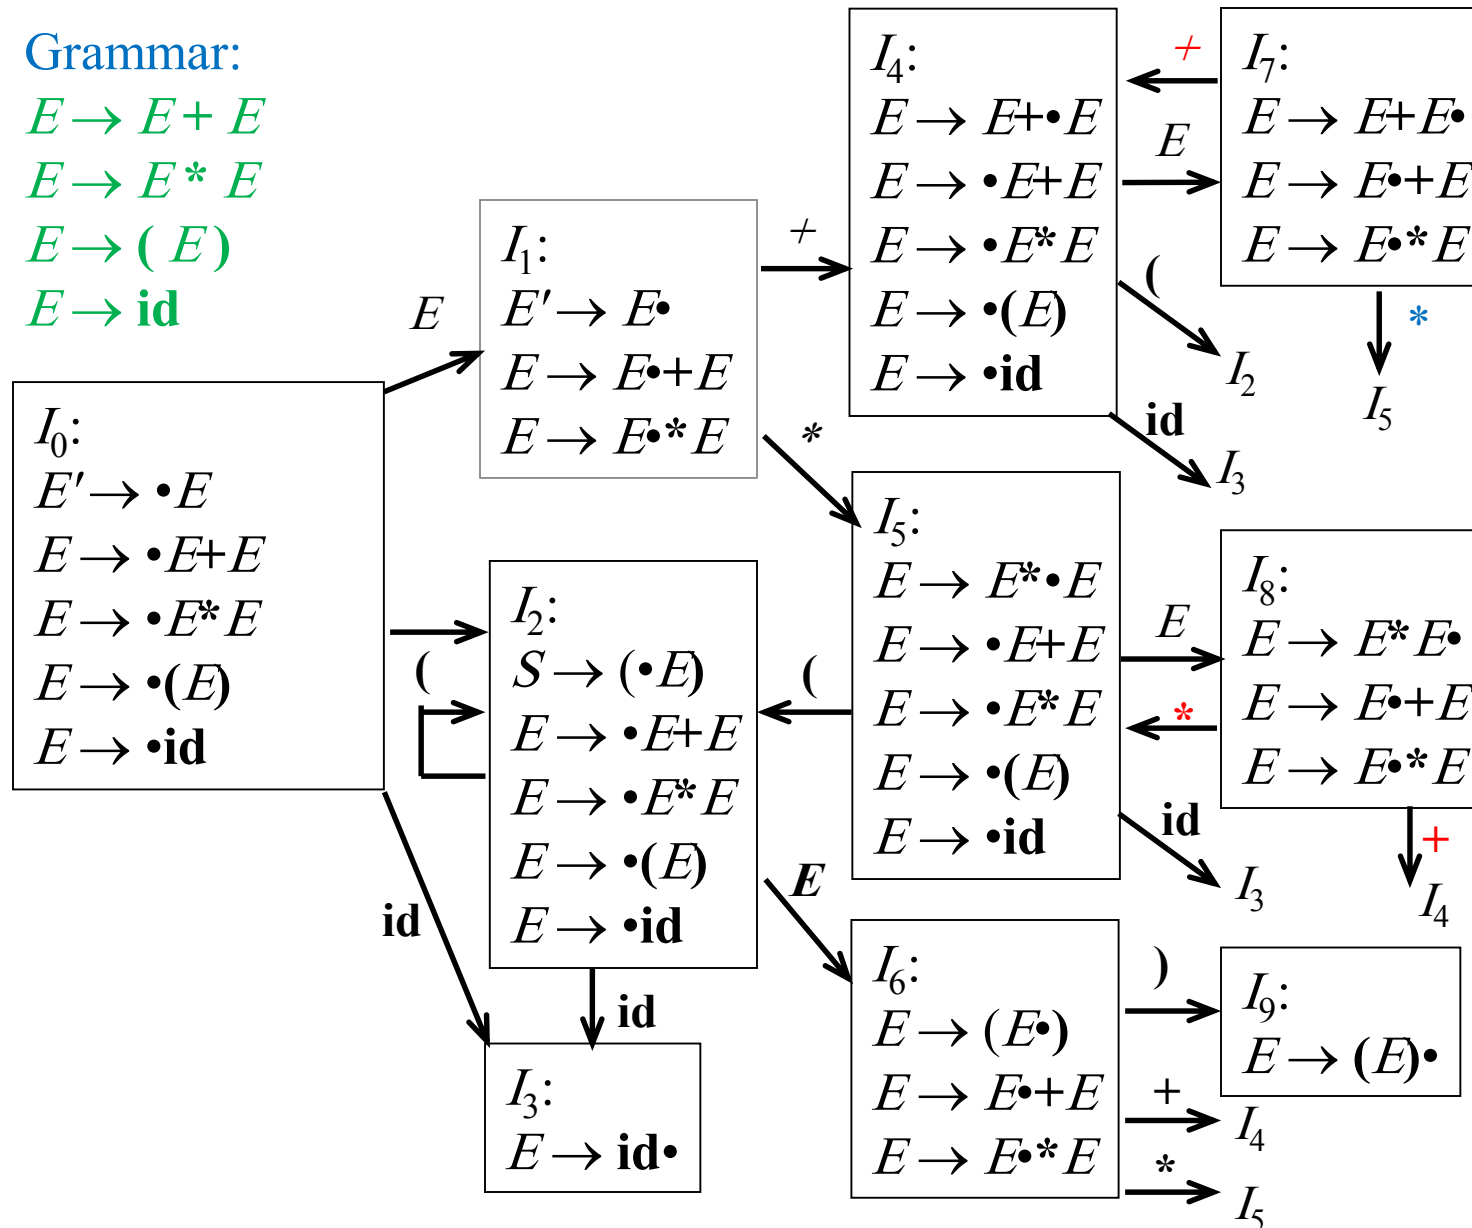 Grammar:
E → E + E
E → E * E
E → ( E )
E → id
I0:
E′ → •E
E → •E+E
E → •E*E
E → •(E)
E → •id
E
(
id
I1:
E′ → E•
E → E•+E
E → E•*E
+
*
I2:
S → (•E)
E → •E+E
E → •E*E
E → •(E)
E → •id
E
id
I3:
E → id•
I4:
E → E+•E
E → •E+E
E → •E*E
E → •(E)
E → •id
+
E
(
I2
id
I3
I5:
E → E*•E
E → •E+E
E → •E*E
E → •(E)
E → •id
(
E
*
id
I3
I6:
E → (E•)
E → E•+E
E → E•*E
)
+
I4
*
I5
I7:
E → E+E•
E → E•+E
E → E•*E
*
I5
I8:
E → E*E•
E → E•+E
E → E•*E
+
I4
I9:
E → (E)•